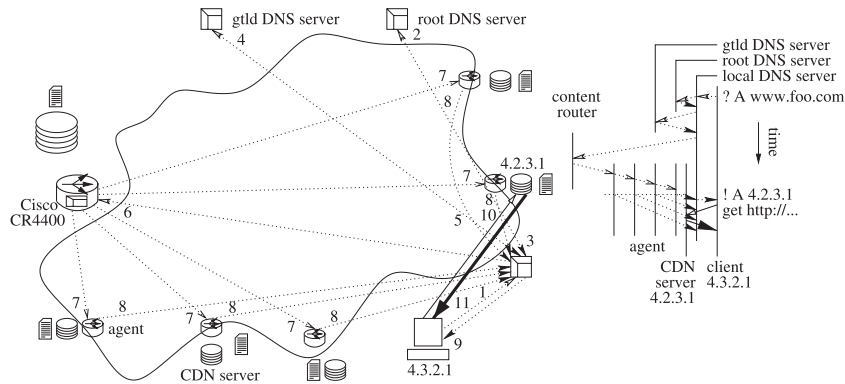 gtld DNS server
root DNS server
4
2
gtld DNS server
root DNS server
local DNS server
7
8
content
router
? A www.foo.com
time
4.2.3.1
7
8
10
Cisco
CR4400
6
5
! A 4.2.3.1
get http://...
3
agent
CDN
server
4.2.3.1
client
4.3.2.1
7
8
agent
7
8
7
8
11
1
9
CDN server
4.3.2.1